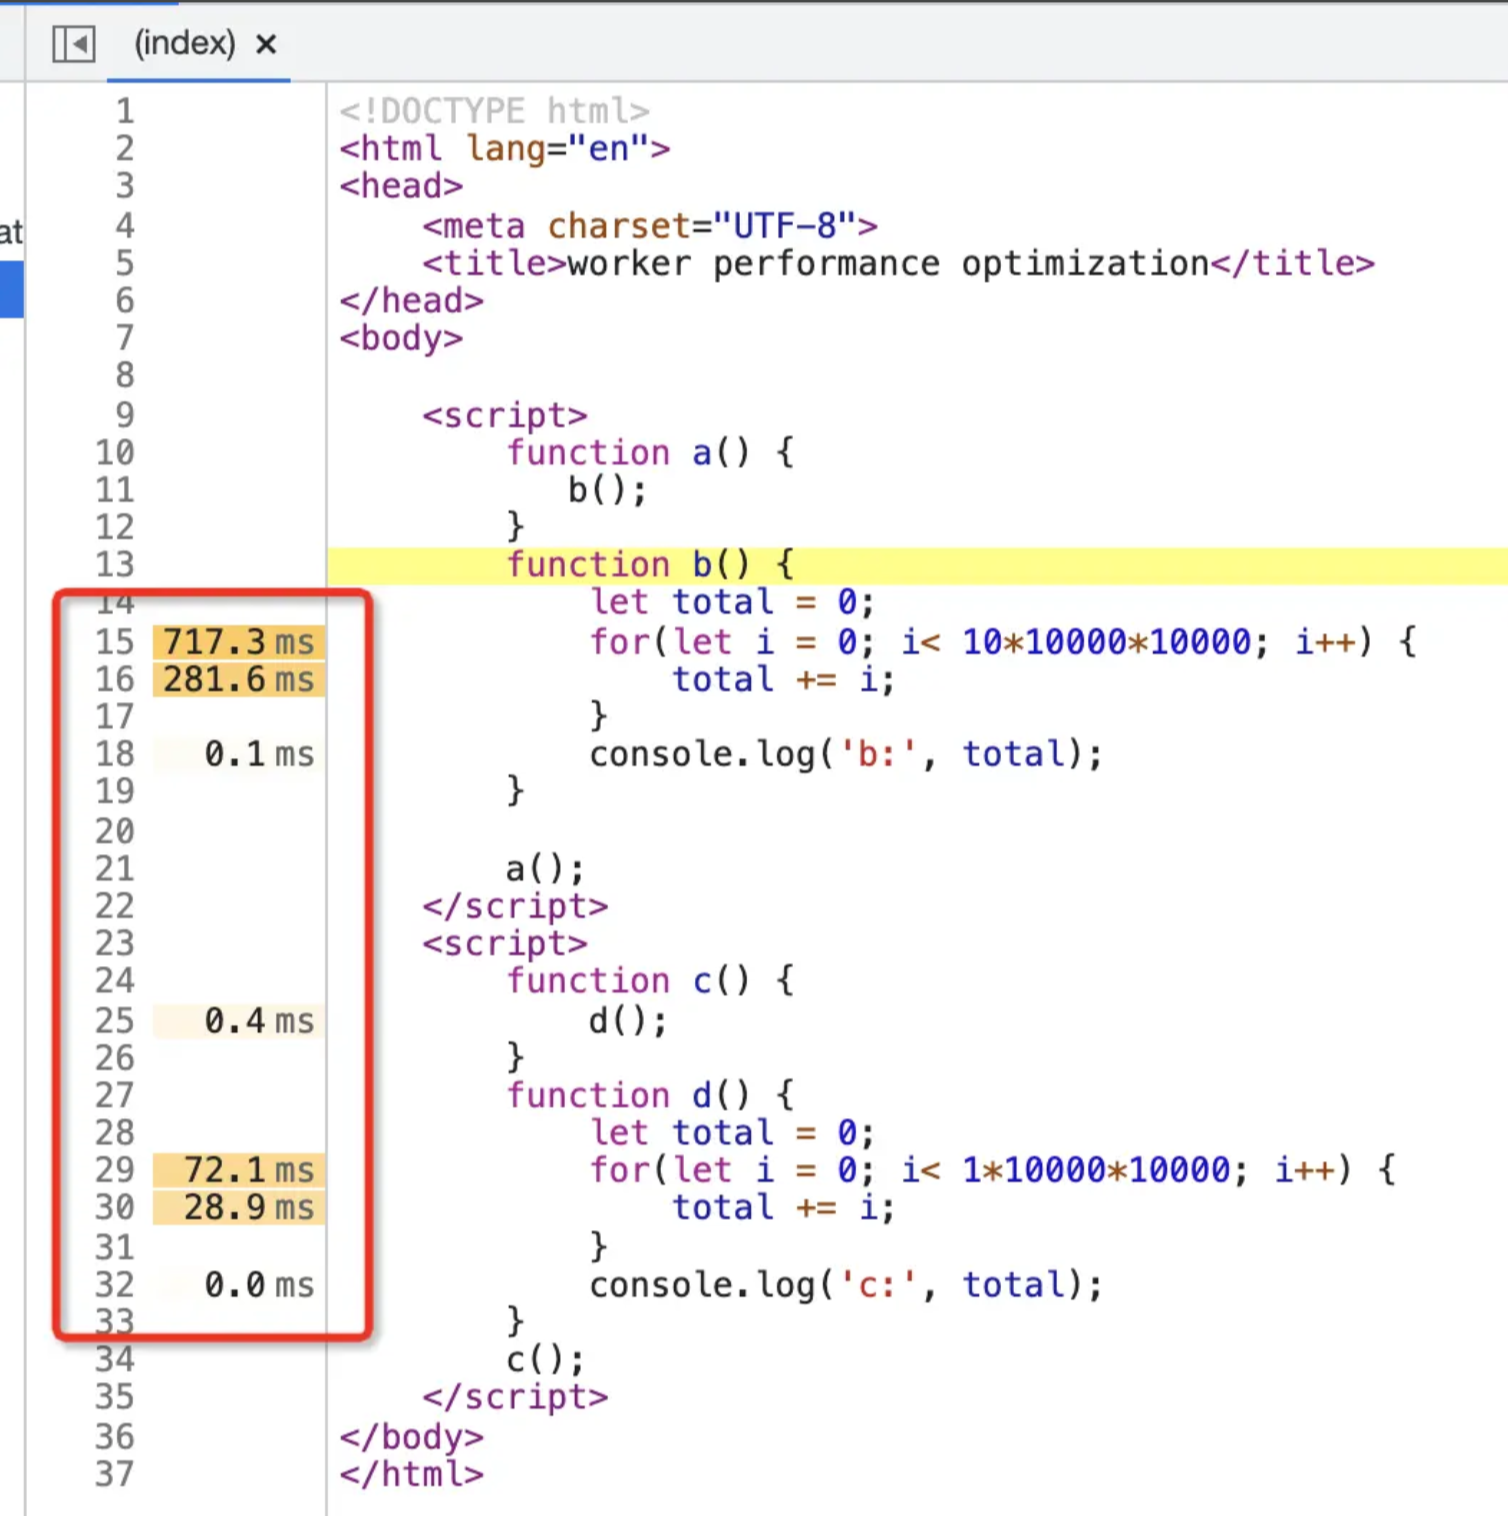 (index) ×
at
1 <!DOCTYPE html>
2 <html lang="en">
3 <head>
4     <meta charset="UTF-8">
5     <title>worker performance optimization</title>
6 </head>
7 <body>
8
9     <script>
10         function a() {
11            b();
12         }
13         function b() {
14             let total = 0;
15 717.3 ms             for(let i = 0; i< 10*10000*10000; i++) {
16 281.6 ms                 total += i;
17             }
18 0.1 ms             console.log('b:', total);
19         }
20
21         a();
22     </script>
23     <script>
24         function c() {
25 0.4 ms             d();
26         }
27         function d() {
28             let total = 0;
29 72.1 ms             for(let i = 0; i< 1*10000*10000; i++) {
30 28.9 ms                 total += i;
31             }
32 0.0 ms             console.log('c:', total);
33         }
34         c();
35     </script>
36 </body>
37 </html>